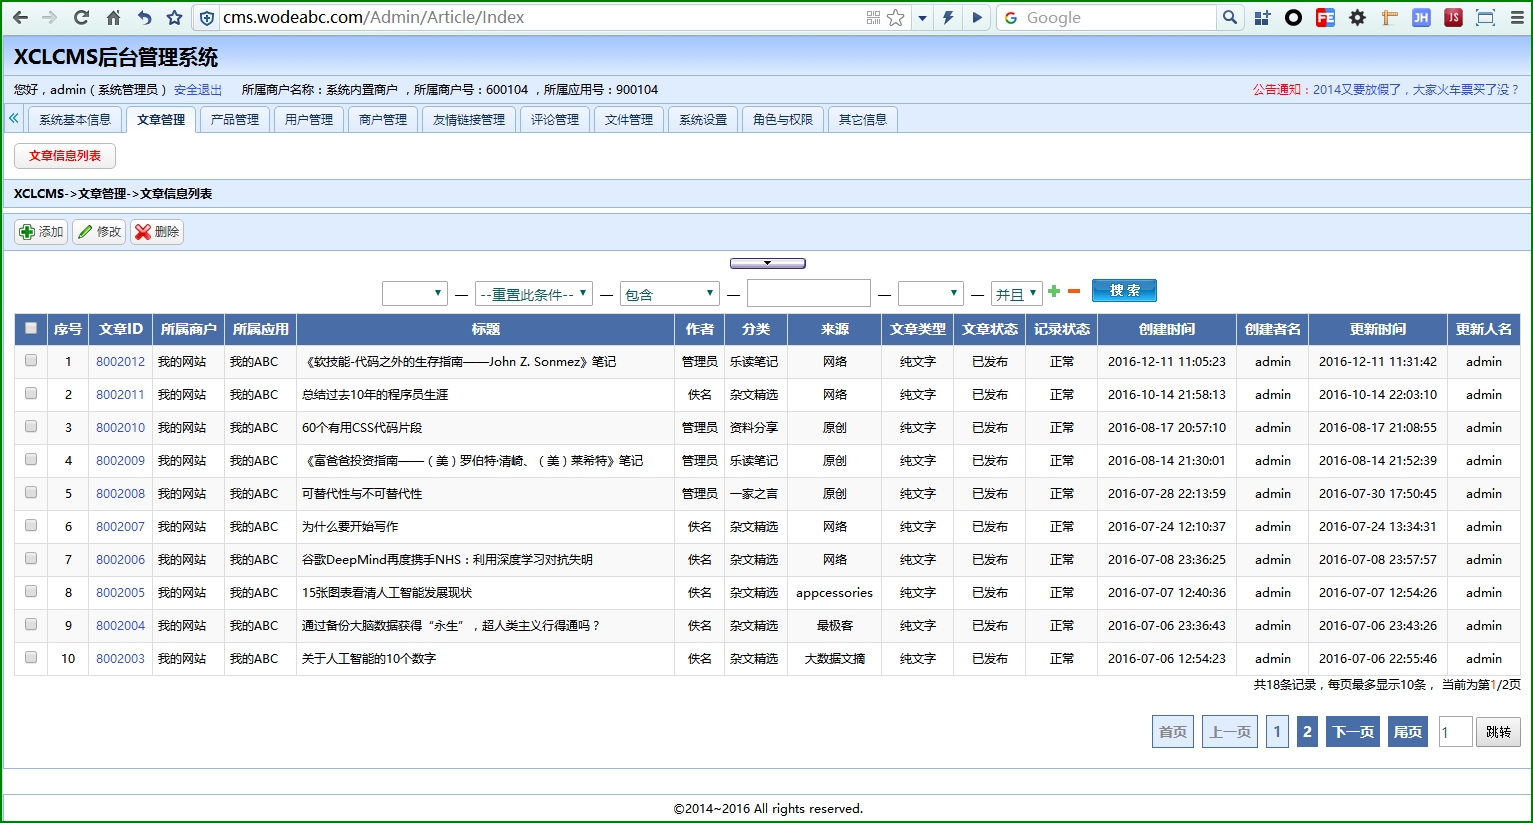 cms.wodeabc.com/Admin/Article/Index Google FE JH JS
XCLCMS后台管理系统
您好，admin（系统管理员） 安全退出 所属商户名称：系统内置商户 ，所属商户号：600104 ，所属应用号：900104 公告通知：2014又要放假了，大家火车票买了没？
系统基本信息 文章管理 产品管理 用户管理 商户管理 友情链接管理 评论管理 文件管理 系统设置 角色与权限 其它信息
文章信息列表
XCLCMS->文章管理->文章信息列表
添加 修改 删除
— --重置此条件-- — 包含 — — — 并且 搜 索
序号 文章ID 所属商户 所属应用 标题 作者 分类 来源 文章类型 文章状态 记录状态 创建时间 创建者名 更新时间 更新人名
1 8002012 我的网站 我的ABC 《软技能-代码之外的生存指南——John Z. Sonmez》笔记 管理员 乐读笔记 网络 纯文字 已发布 正常 2016-12-11 11:05:23 admin 2016-12-11 11:31:42 admin
2 8002011 我的网站 我的ABC 总结过去10年的程序员生涯 佚名 杂文精选 网络 纯文字 已发布 正常 2016-10-14 21:58:13 admin 2016-10-14 22:03:10 admin
3 8002010 我的网站 我的ABC 60个有用CSS代码片段 管理员 资料分享 原创 纯文字 已发布 正常 2016-08-17 20:57:10 admin 2016-08-17 21:08:55 admin
4 8002009 我的网站 我的ABC 《富爸爸投资指南——（美）罗伯特·清崎、（美）莱希特》笔记 管理员 乐读笔记 原创 纯文字 已发布 正常 2016-08-14 21:30:01 admin 2016-08-14 21:52:39 admin
5 8002008 我的网站 我的ABC 可替代性与不可替代性 管理员 一家之言 原创 纯文字 已发布 正常 2016-07-28 22:13:59 admin 2016-07-30 17:50:45 admin
6 8002007 我的网站 我的ABC 为什么要开始写作 佚名 杂文精选 网络 纯文字 已发布 正常 2016-07-24 12:10:37 admin 2016-07-24 13:34:31 admin
7 8002006 我的网站 我的ABC 谷歌DeepMind再度携手NHS：利用深度学习对抗失明 佚名 杂文精选 网络 纯文字 已发布 正常 2016-07-08 23:36:25 admin 2016-07-08 23:57:57 admin
8 8002005 我的网站 我的ABC 15张图表看清人工智能发展现状 佚名 杂文精选 appcessories 纯文字 已发布 正常 2016-07-07 12:40:36 admin 2016-07-07 12:54:26 admin
9 8002004 我的网站 我的ABC 通过备份大脑数据获得“永生”，超人类主义行得通吗？ 佚名 杂文精选 最极客 纯文字 已发布 正常 2016-07-06 23:36:43 admin 2016-07-06 23:43:26 admin
10 8002003 我的网站 我的ABC 关于人工智能的10个数字 佚名 杂文精选 大数据文摘 纯文字 已发布 正常 2016-07-06 12:54:23 admin 2016-07-06 22:55:46 admin
共18条记录，每页最多显示10条， 当前为第1/2页
首页 上一页 1 2 下一页 尾页 1 跳转
©2014~2016 All rights reserved.